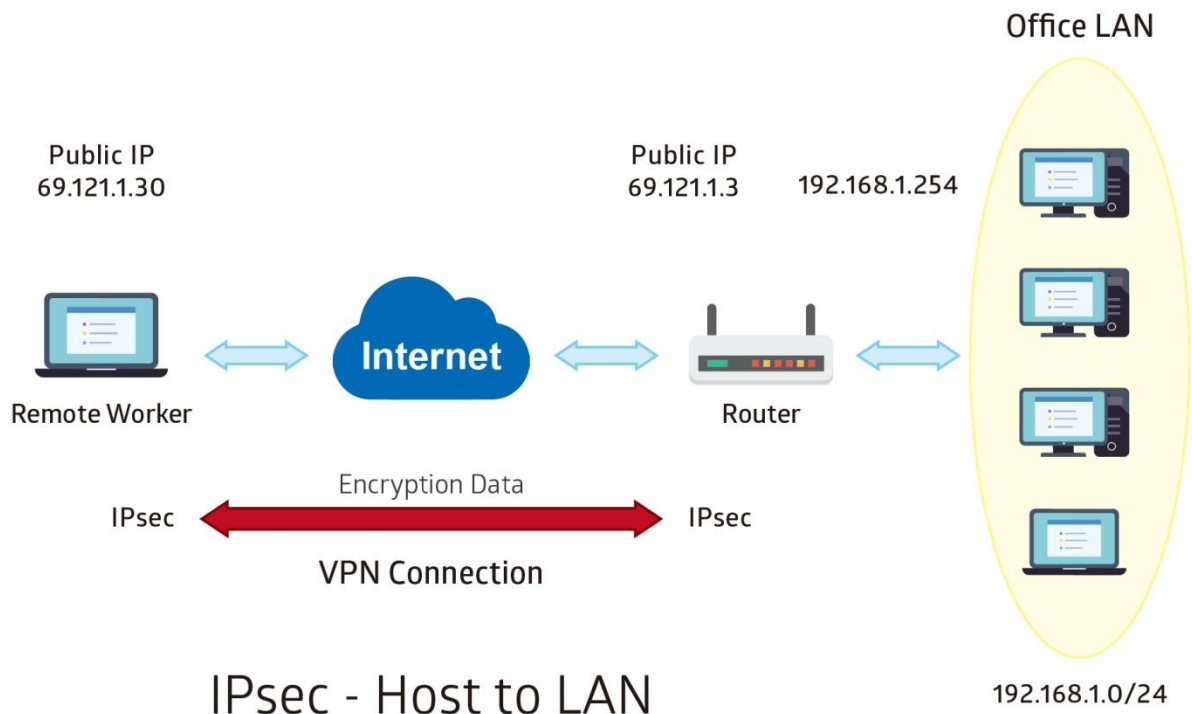 Office LAN
Public IP
69.121.1.30
Public IP
69.121.1.3
192.168.1.254
Internet
Remote Worker
Router
Encryption Data
IPsec
IPsec
VPN Connection
IPsec - Host to LAN
192.168.1.0/24